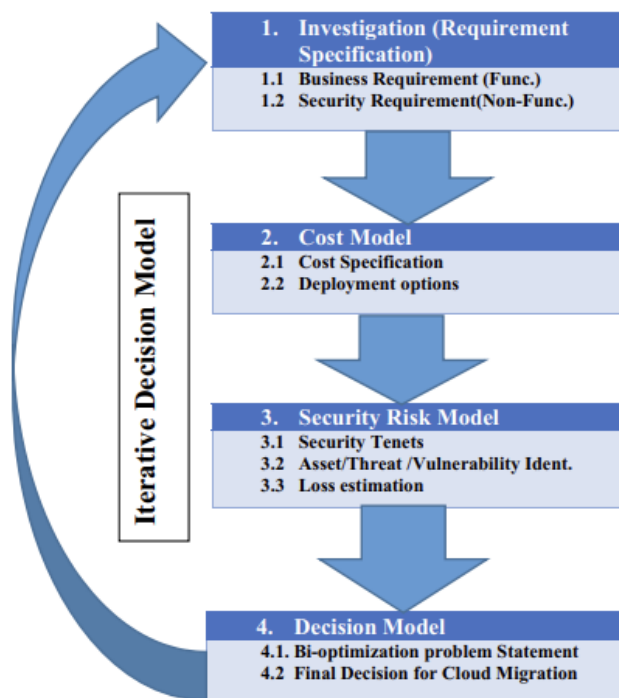 1. Investigation (Requirement
Specification)
1.1 Business Requirement (Func.)
1.2 Security Requirement(Non-Func.)
Iterative Decision Model
2. Cost Model
2.1 Cost Specification
2.2 Deployment options
3. Security Risk Model
3.1 Security Tenets
3.2 Asset/Threat /Vulnerability Ident.
3.3 Loss estimation
4. Decision Model
4.1. Bi-optimization problem Statement
4.2 Final Decision for Cloud Migration